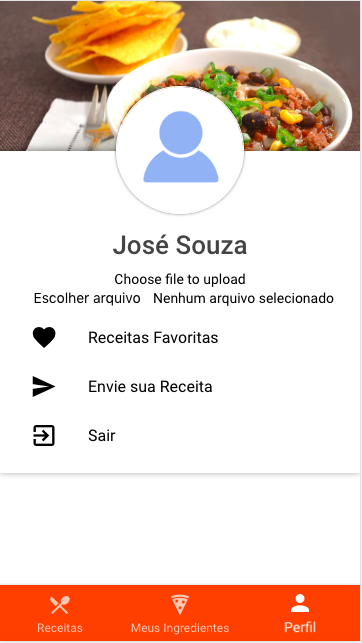 José Souza
Choose file to upload
Escolher arquivo Nenhum arquivo selecionado
Receitas Favoritas
Envie sua Receita
Sair
Receitas Meus Ingredientes Perfil